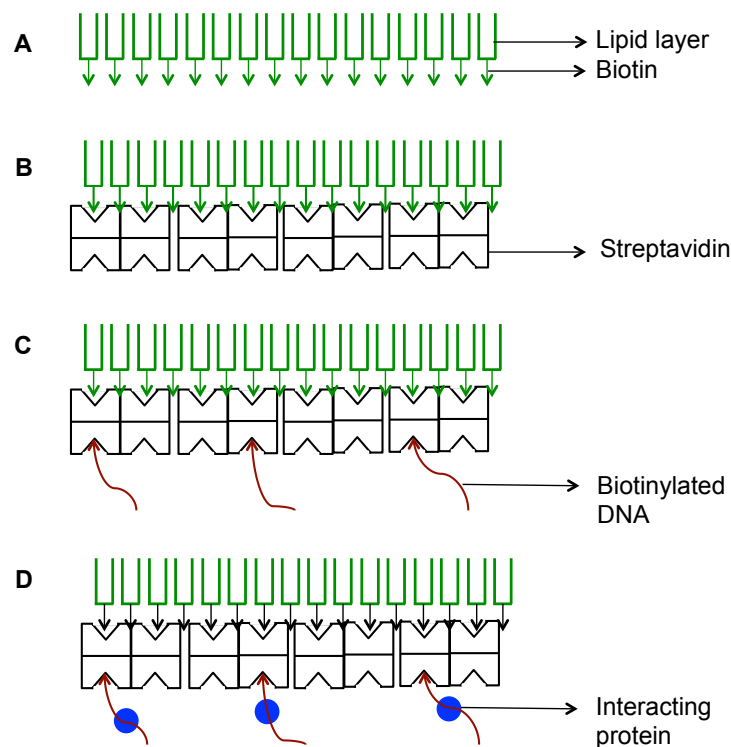 A
Lipid layer
Biotin
B
Streptavidin
C
Biotinylated
DNA
D
Interacting
protein